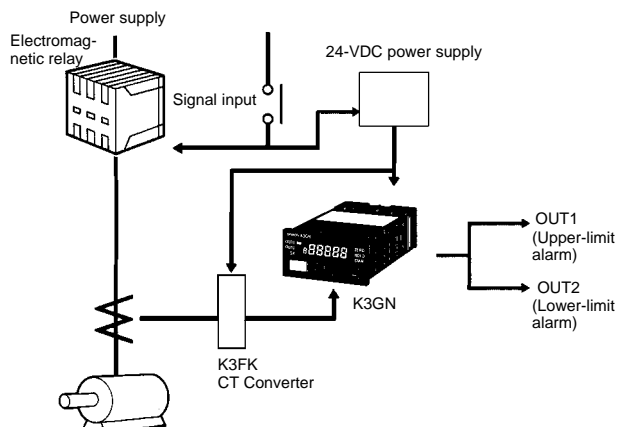 Power supply
Electromag-
netic relay
Signal input
24-VDC power supply
K3GN
OUT1
(Upper-limit
alarm)
OUT2
(Lower-limit
alarm)
K3FK
CT Converter